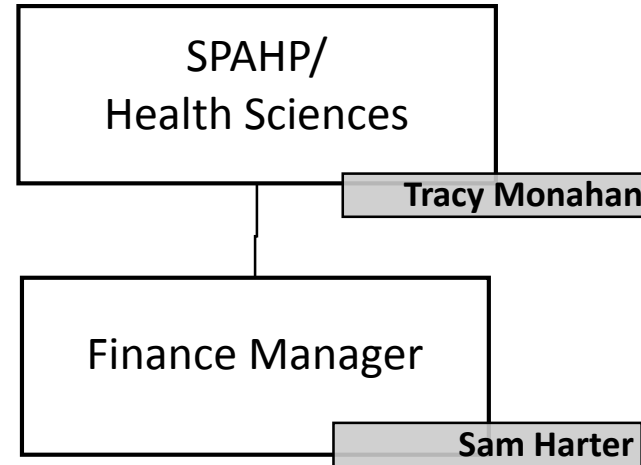 SPAHP/
Health Sciences
Tracy Monahan
Finance Manager
Sam Harter